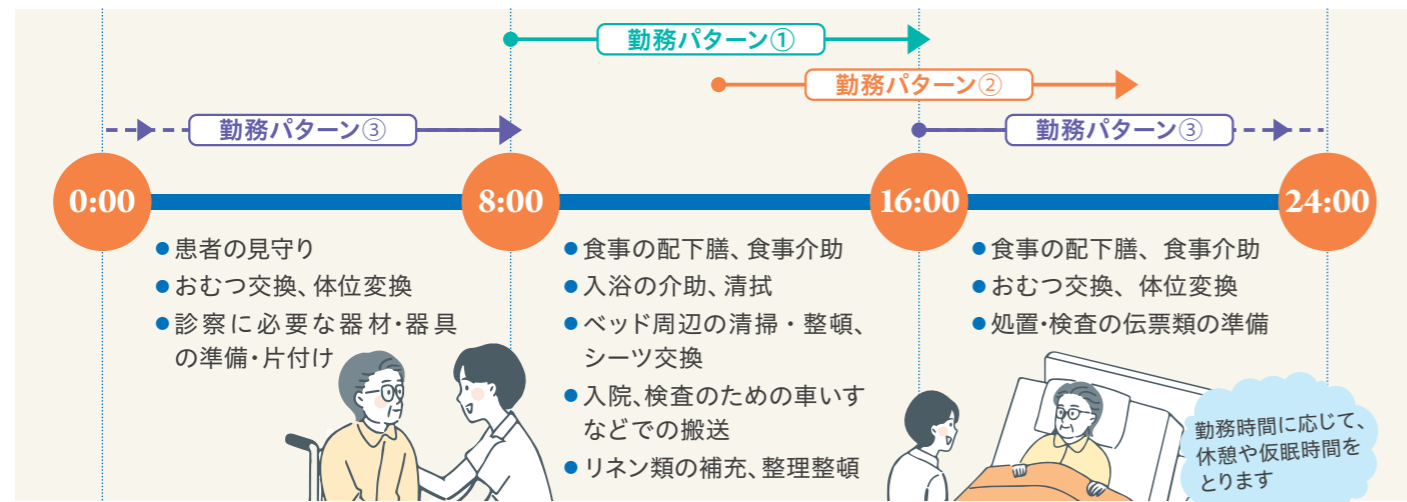 勤務パターン①
勤務パターン②
勤務パターン③
勤務パターン③
0:00
8:00
16:00
24:00
●患者の見守り
●おむつ交換、体位変換
●診察に必要な器材・器具
の準備・片付け
●食事の配下膳、食事介助
●入浴の介助、清拭
●ベッド周辺の清掃・整頓、
シーツ交換
●入院、検査のための車いす
などでの搬送
●リネン類の補充、整理整頓
●食事の配下膳、食事介助
●おむつ交換、体位変換
●処置・検査の伝票類の準備
勤務時間に応じて、
休憩や仮眠時間を
とります